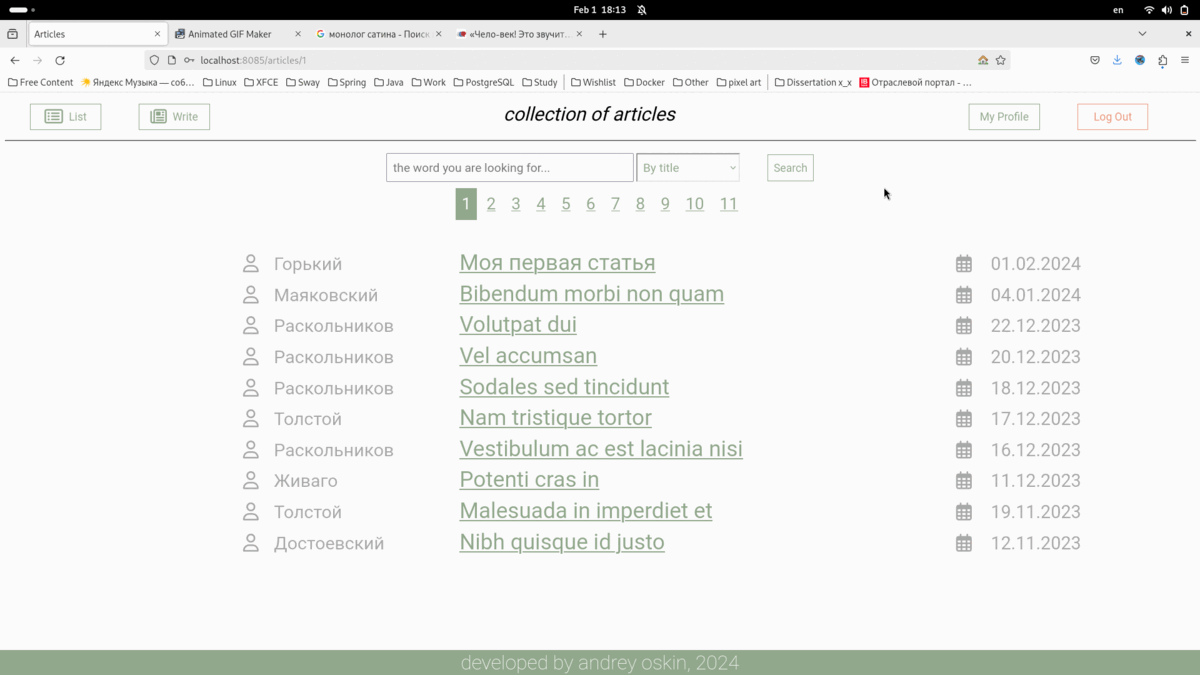 Feb 1 18:13
en
Articles
Animated GIF Maker
монолог сатина - Поиск
«Чело-век! Это звучит...
localhost:8085/articles/1
Free Content
Яндекс Музыка — соб...
Linux
XFCE
Sway
Spring
Java
Work
PostgreSQL
Study
Wishlist
Docker
Other
pixel art
Dissertation x_x
Отраслевой портал - ...
List
Write
collection of articles
My Profile
Log Out
the word you are looking for...
By title
Search
1 2 3 4 5 6 7 8 9 10 11
Горький Моя первая статья 01.02.2024
Маяковский Bibendum morbi non quam 04.01.2024
Раскольников Volutpat dui 22.12.2023
Раскольников Vel accumsan 20.12.2023
Раскольников Sodales sed tincidunt 18.12.2023
Толстой Nam tristique tortor 17.12.2023
Раскольников Vestibulum ac est lacinia nisi 16.12.2023
Живаго Potenti cras in 11.12.2023
Толстой Malesuada in imperdiet et 19.11.2023
Достоевский Nibh quisque id justo 12.11.2023
developed by andrey oskin, 2024